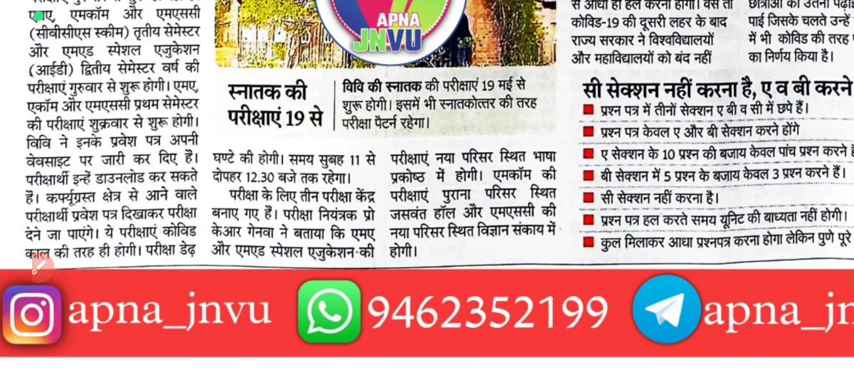 एमए, एमकॉम और एमएससी
(सीबीसीएस स्कीम) तृतीय सेमेस्टर
और एमएड स्पेशल एजुकेशन
(आईडी) द्वितीय सेमेस्टर वर्ष की
परीक्षाएं गुरुवार से शुरू होगी। एमए,
एकॉम और एमएससी प्रथम सेमेस्टर
की परीक्षाएं शुक्रवार से शुरू होगी।
विवि ने इनके प्रवेश पत्र अपनी
वेवसाइट पर जारी कर दिए है।
परीक्षार्थी इन्हें डाउनलोड कर सकते
है। कर्फ्यूग्रस्त क्षेत्र से आने वाले
परीक्षार्थी प्रवेश पत्र दिखाकर परीक्षा
देने जा पाएंगे। ये परीक्षाएं कोविड
काल की तरह ही होगी। परीक्षा डेढ़
APNA
JNVU
स्नातक की
परीक्षाएं 19 से
विवि की स्नातक की परीक्षाएं 19 मई से
शुरू होगी। इसमें भी स्नातकोत्तर की तरह
परीक्षा पैटर्न रहेगा।
घण्टे की होगी। समय सुबह 11 से
दोपहर 12.30 बजे तक रहेगा।
परीक्षा के लिए तीन परीक्षा केंद्र
बनाए गए हैं। परीक्षा नियंत्रक प्रो
केआर गेनवा ने बताया कि एमए
और एमएड स्पेशल एजुकेशन की
परीक्षाएं नया परिसर स्थित भाषा
प्रकोष्ठ में होगी। एमकॉम की
परीक्षाएं पुराना परिसर स्थित
जसवंत हॉल और एमएससी की
नया परिसर स्थित विज्ञान संकाय में
होगी।
से आधा ही हल करना होगा। वैसे तो
कोविड-19 की दूसरी लहर के बाद
राज्य सरकार ने विश्वविद्यालयों
और महाविद्यालयों को बंद नहीं
छात्राओं को उतनी पढ़ाई
पाई जिसके चलते उन्हें
में भी कोविड की तरह
का निर्णय किया है।
सी सेक्शन नहीं करना है, ए व बी करने
प्रश्न पत्र में तीनों सेक्शन ए बी व सी में छपे हैं।
प्रश्न पत्र केवल ए और बी सेक्शन करने होंगे
ए सेक्शन के 10 प्रश्न की बजाय केवल पांच प्रश्न करने
बी सेक्शन में 5 प्रश्न के बजाय केवल 3 प्रश्न करने हैं।
सी सेक्शन नहीं करना है।
प्रश्न पत्र हल करते समय यूनिट की बाध्यता नहीं होगी।
कुल मिलाकर आधा प्रश्नपत्र करना होगा लेकिन पुणे पूरे
apna_jnvu
9462352199
apna_jn